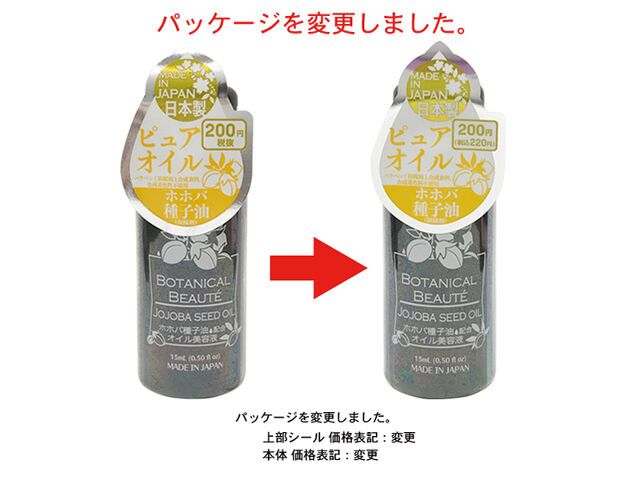 パッケージを変更しました。
MADE IN JAPAN
日本製
200円
税抜
ピュア
オイル
ホホバ
種子油
BOTANICAL
BEAUTÉ
JOJOBA SEED OIL
ホホバ種子油配合
オイル美容液
15mL (0.50 fl oz)
MADE IN JAPAN
MADE IN JAPAN
日本製
200円
(税込220円)
ピュア
オイル
ホホバ
種子油
BOTANICAL
BEAUTÉ
JOJOBA SEED OIL
ホホバ種子油配合
オイル美容液
15mL (0.50 fl oz)
MADE IN JAPAN
パッケージを変更しました。
上部シール 価格表記：変更
本体 価格表記：変更